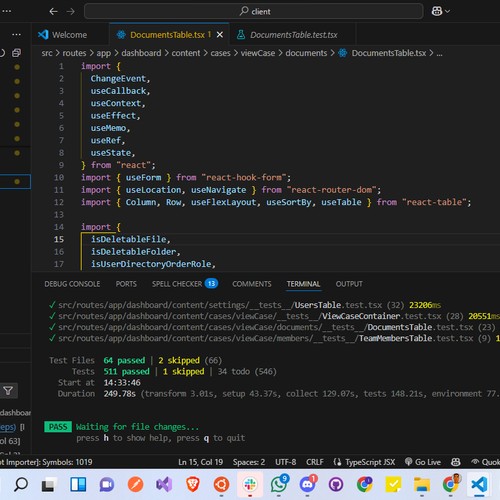 client
Welcome
DocumentsTable.tsx 1
DocumentsTable.test.tsx
src > routes > app > dashboard > content > cases > viewCase > documents > DocumentsTable.tsx > ...
1 import {
2 ChangeEvent,
3 useCallback,
4 useContext,
5 useEffect,
6 useMemo,
7 useRef,
8 useState,
9 } from "react";
10 import { useForm } from "react-hook-form";
11 import { useLocation, useNavigate } from "react-router-dom";
12 import { Column, Row, useFlexLayout, useSortBy, useTable } from "react-table";
13
14 import {
15 isDeletableFile,
16 isDeletableFolder,
17 isUserDirectoryOrderRole,
DEBUG CONSOLE PORTS SPELL CHECKER 13 COMMENTS TERMINAL OUTPUT
✓ src/routes/app/dashboard/content/settings/__tests__/UsersTable.test.tsx (32) 23206ms
✓ src/routes/app/dashboard/content/cases/viewCase/__tests__/ViewCaseContainer.test.tsx (28) 20551ms
✓ src/routes/app/dashboard/content/cases/viewCase/documents/__tests__/DocumentsTable.test.tsx (23)
✓ src/routes/app/dashboard/content/cases/viewCase/members/__tests__/TeamMembersTable.test.tsx (9) 1
Test Files 64 passed | 2 skipped (66)
Tests 511 passed | 1 skipped | 34 todo (546)
Start at 14:33:46
Duration 249.78s (transform 3.01s, setup 43.37s, collect 129.07s, tests 148.21s, environment 77.
PASS Waiting for file changes...
press h to show help, press q to quit
dashboar
eps) [I
ol 63]
Col 2]
t Importer]: Symbols: 1019 Ln 15, Col 19 Spaces: 2 UTF-8 CRLF TypeScript JSX Go Live Quok